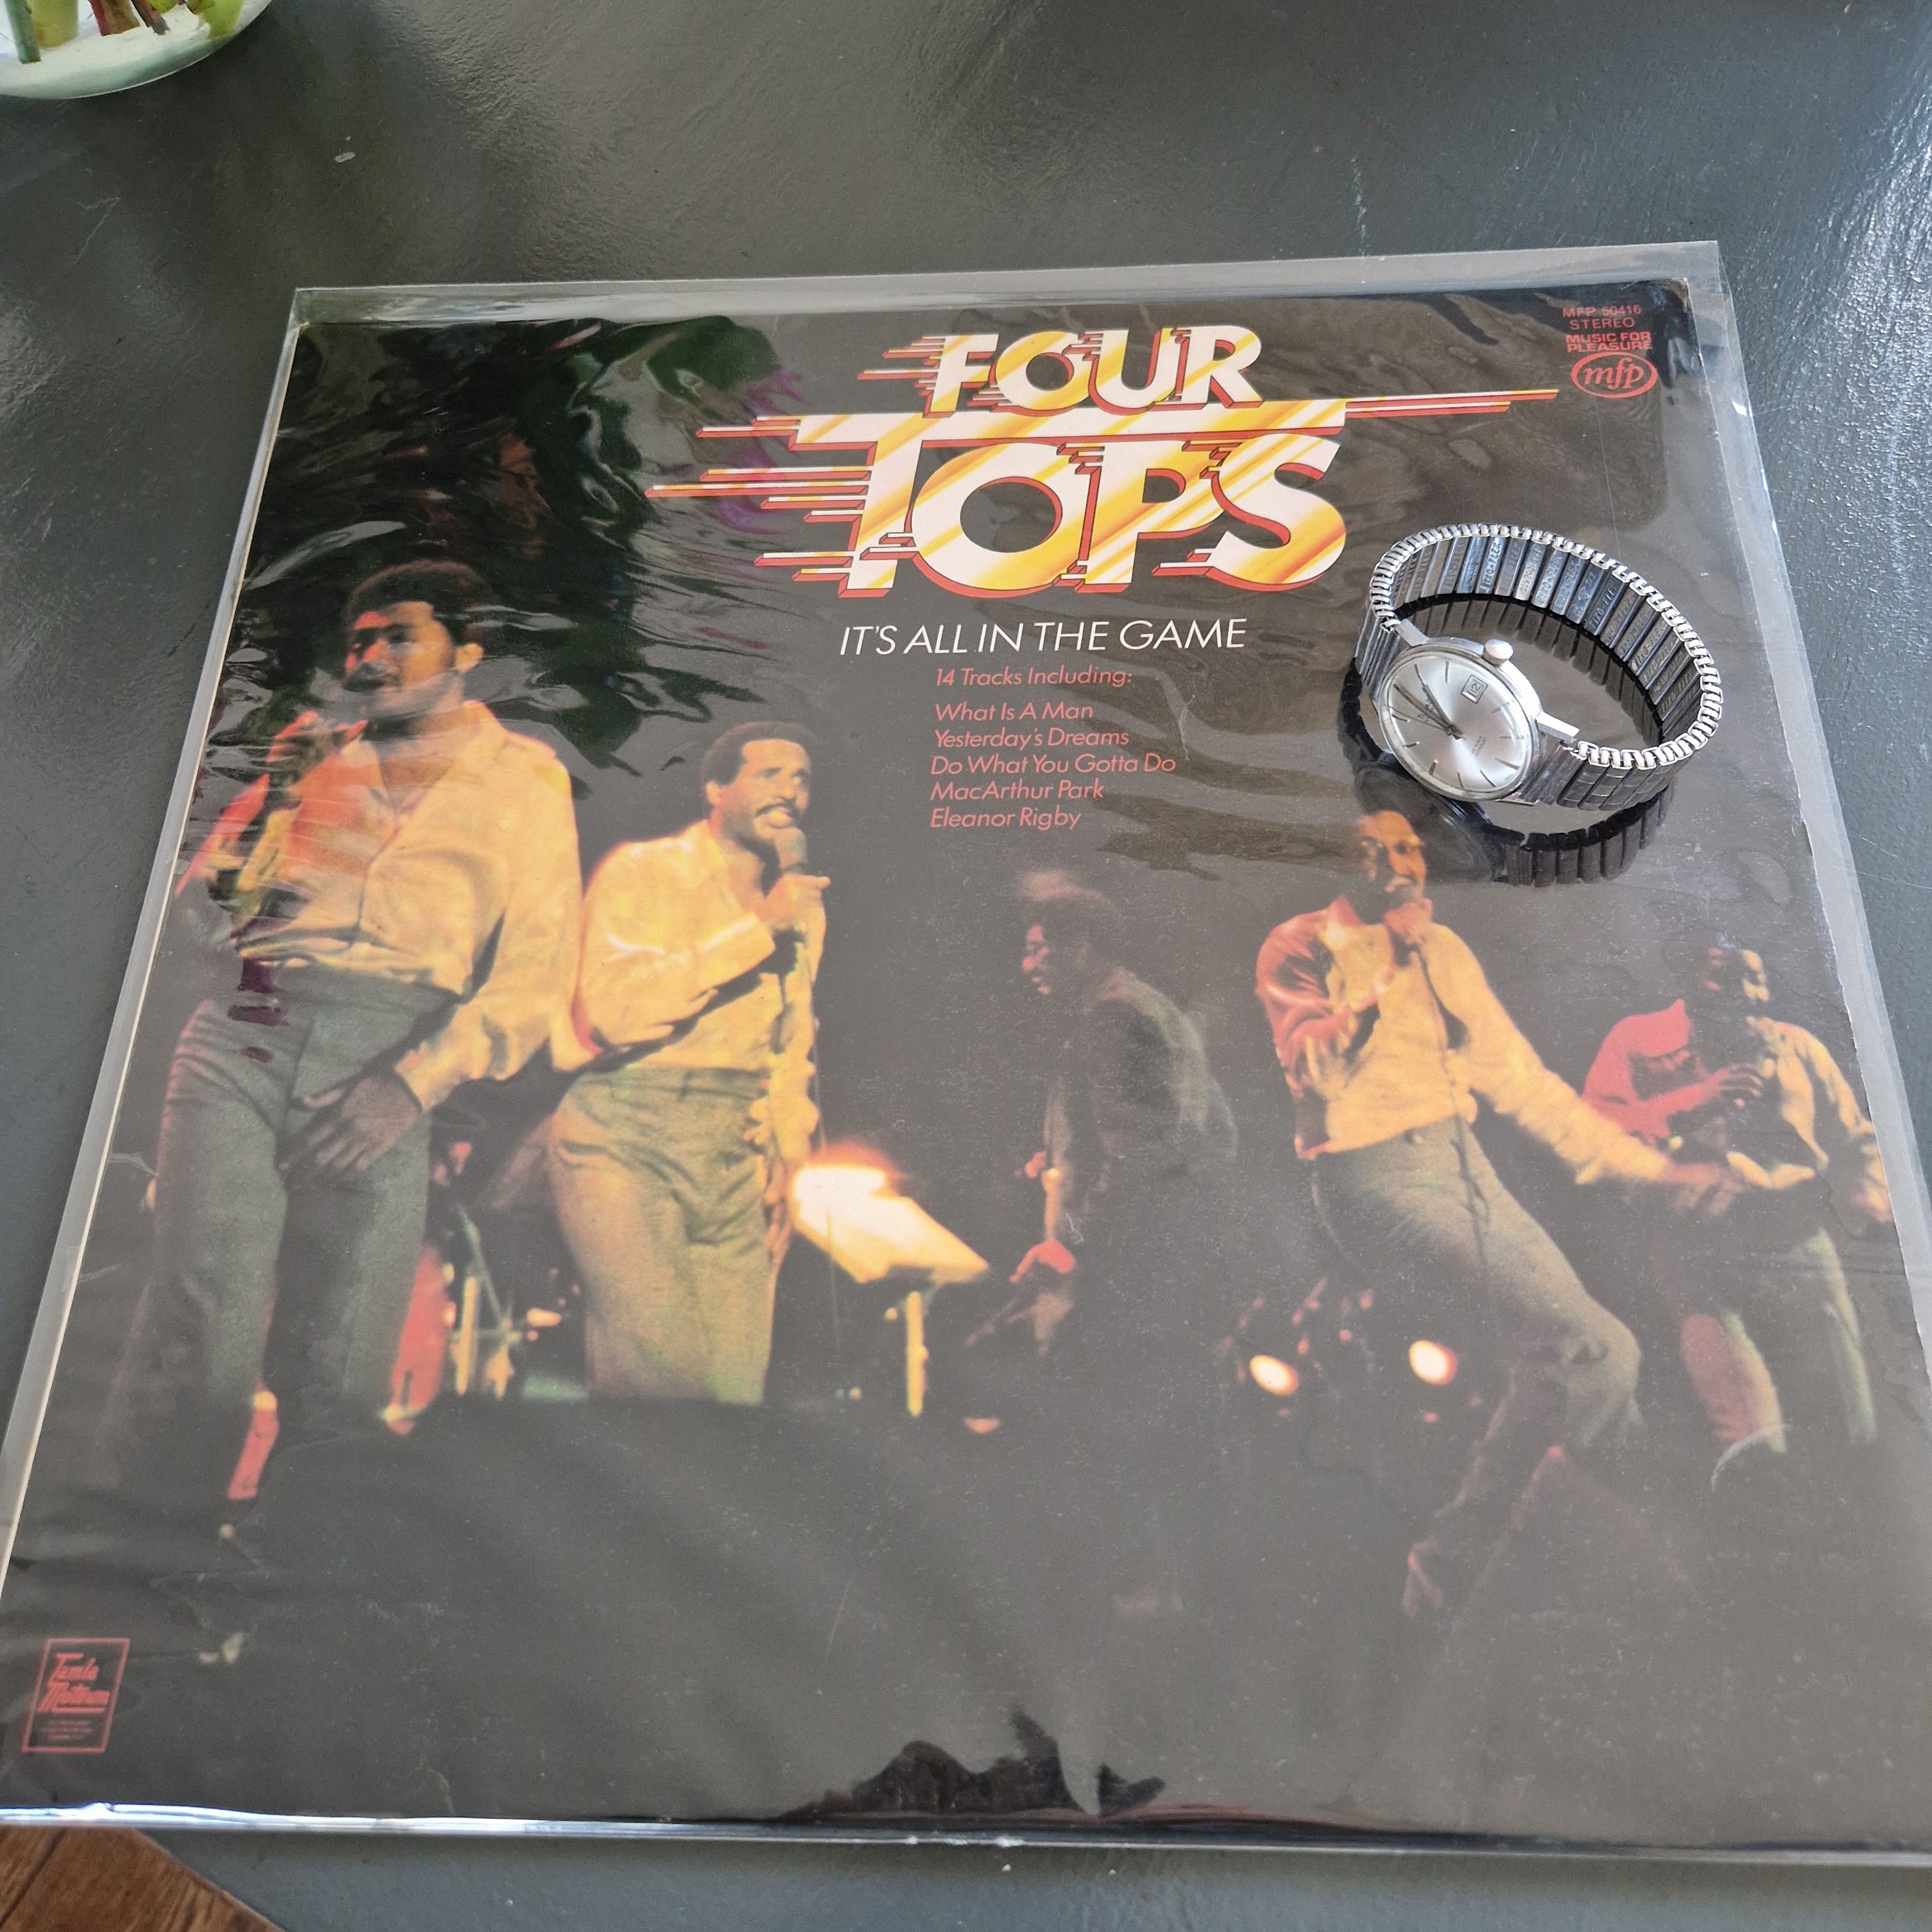 MFP 50416
STEREO
MUSIC FOR
PLEASURE
mfp
FOUR
TOPS
IT'S ALL IN THE GAME
14 Tracks Including:
What Is A Man
Yesterday's Dreams
Do What You Gotta Do
MacArthur Park
Eleanor Rigby
Tamla
Motown